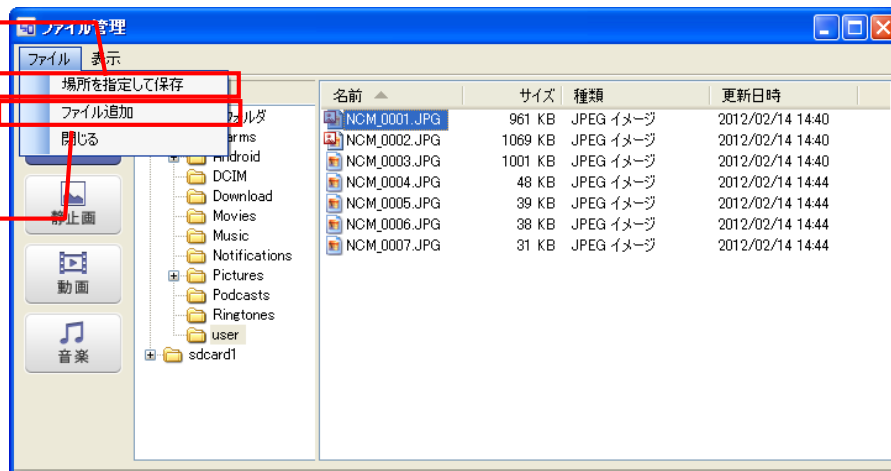 ファイル管理
ファイル 表示
場所を指定して保存
ファイル追加
閉じる
静止画
動画
音楽
フォルダ
arms
Android
DCIM
Download
Movies
Music
Notifications
Pictures
Podcasts
Ringtones
user
sdcard1
名前 サイズ 種類 更新日時
NCM_0001.JPG 961 KB JPEG イメージ 2012/02/14 14:40
NCM_0002.JPG 1069 KB JPEG イメージ 2012/02/14 14:40
NCM_0003.JPG 1001 KB JPEG イメージ 2012/02/14 14:40
NCM_0004.JPG 48 KB JPEG イメージ 2012/02/14 14:44
NCM_0005.JPG 39 KB JPEG イメージ 2012/02/14 14:44
NCM_0006.JPG 38 KB JPEG イメージ 2012/02/14 14:44
NCM_0007.JPG 31 KB JPEG イメージ 2012/02/14 14:44